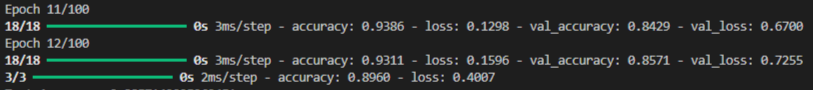 Epoch 11/100
18/18 ━━━━━━━━━━━━━━━━━━━━ 0s 3ms/step - accuracy: 0.9386 - loss: 0.1298 - val_accuracy: 0.8429 - val_loss: 0.6700
Epoch 12/100
18/18 ━━━━━━━━━━━━━━━━━━━━ 0s 3ms/step - accuracy: 0.9311 - loss: 0.1596 - val_accuracy: 0.8571 - val_loss: 0.7255
3/3 ━━━━━━━━━━━━━━━━━━━━ 0s 2ms/step - accuracy: 0.8960 - loss: 0.4007